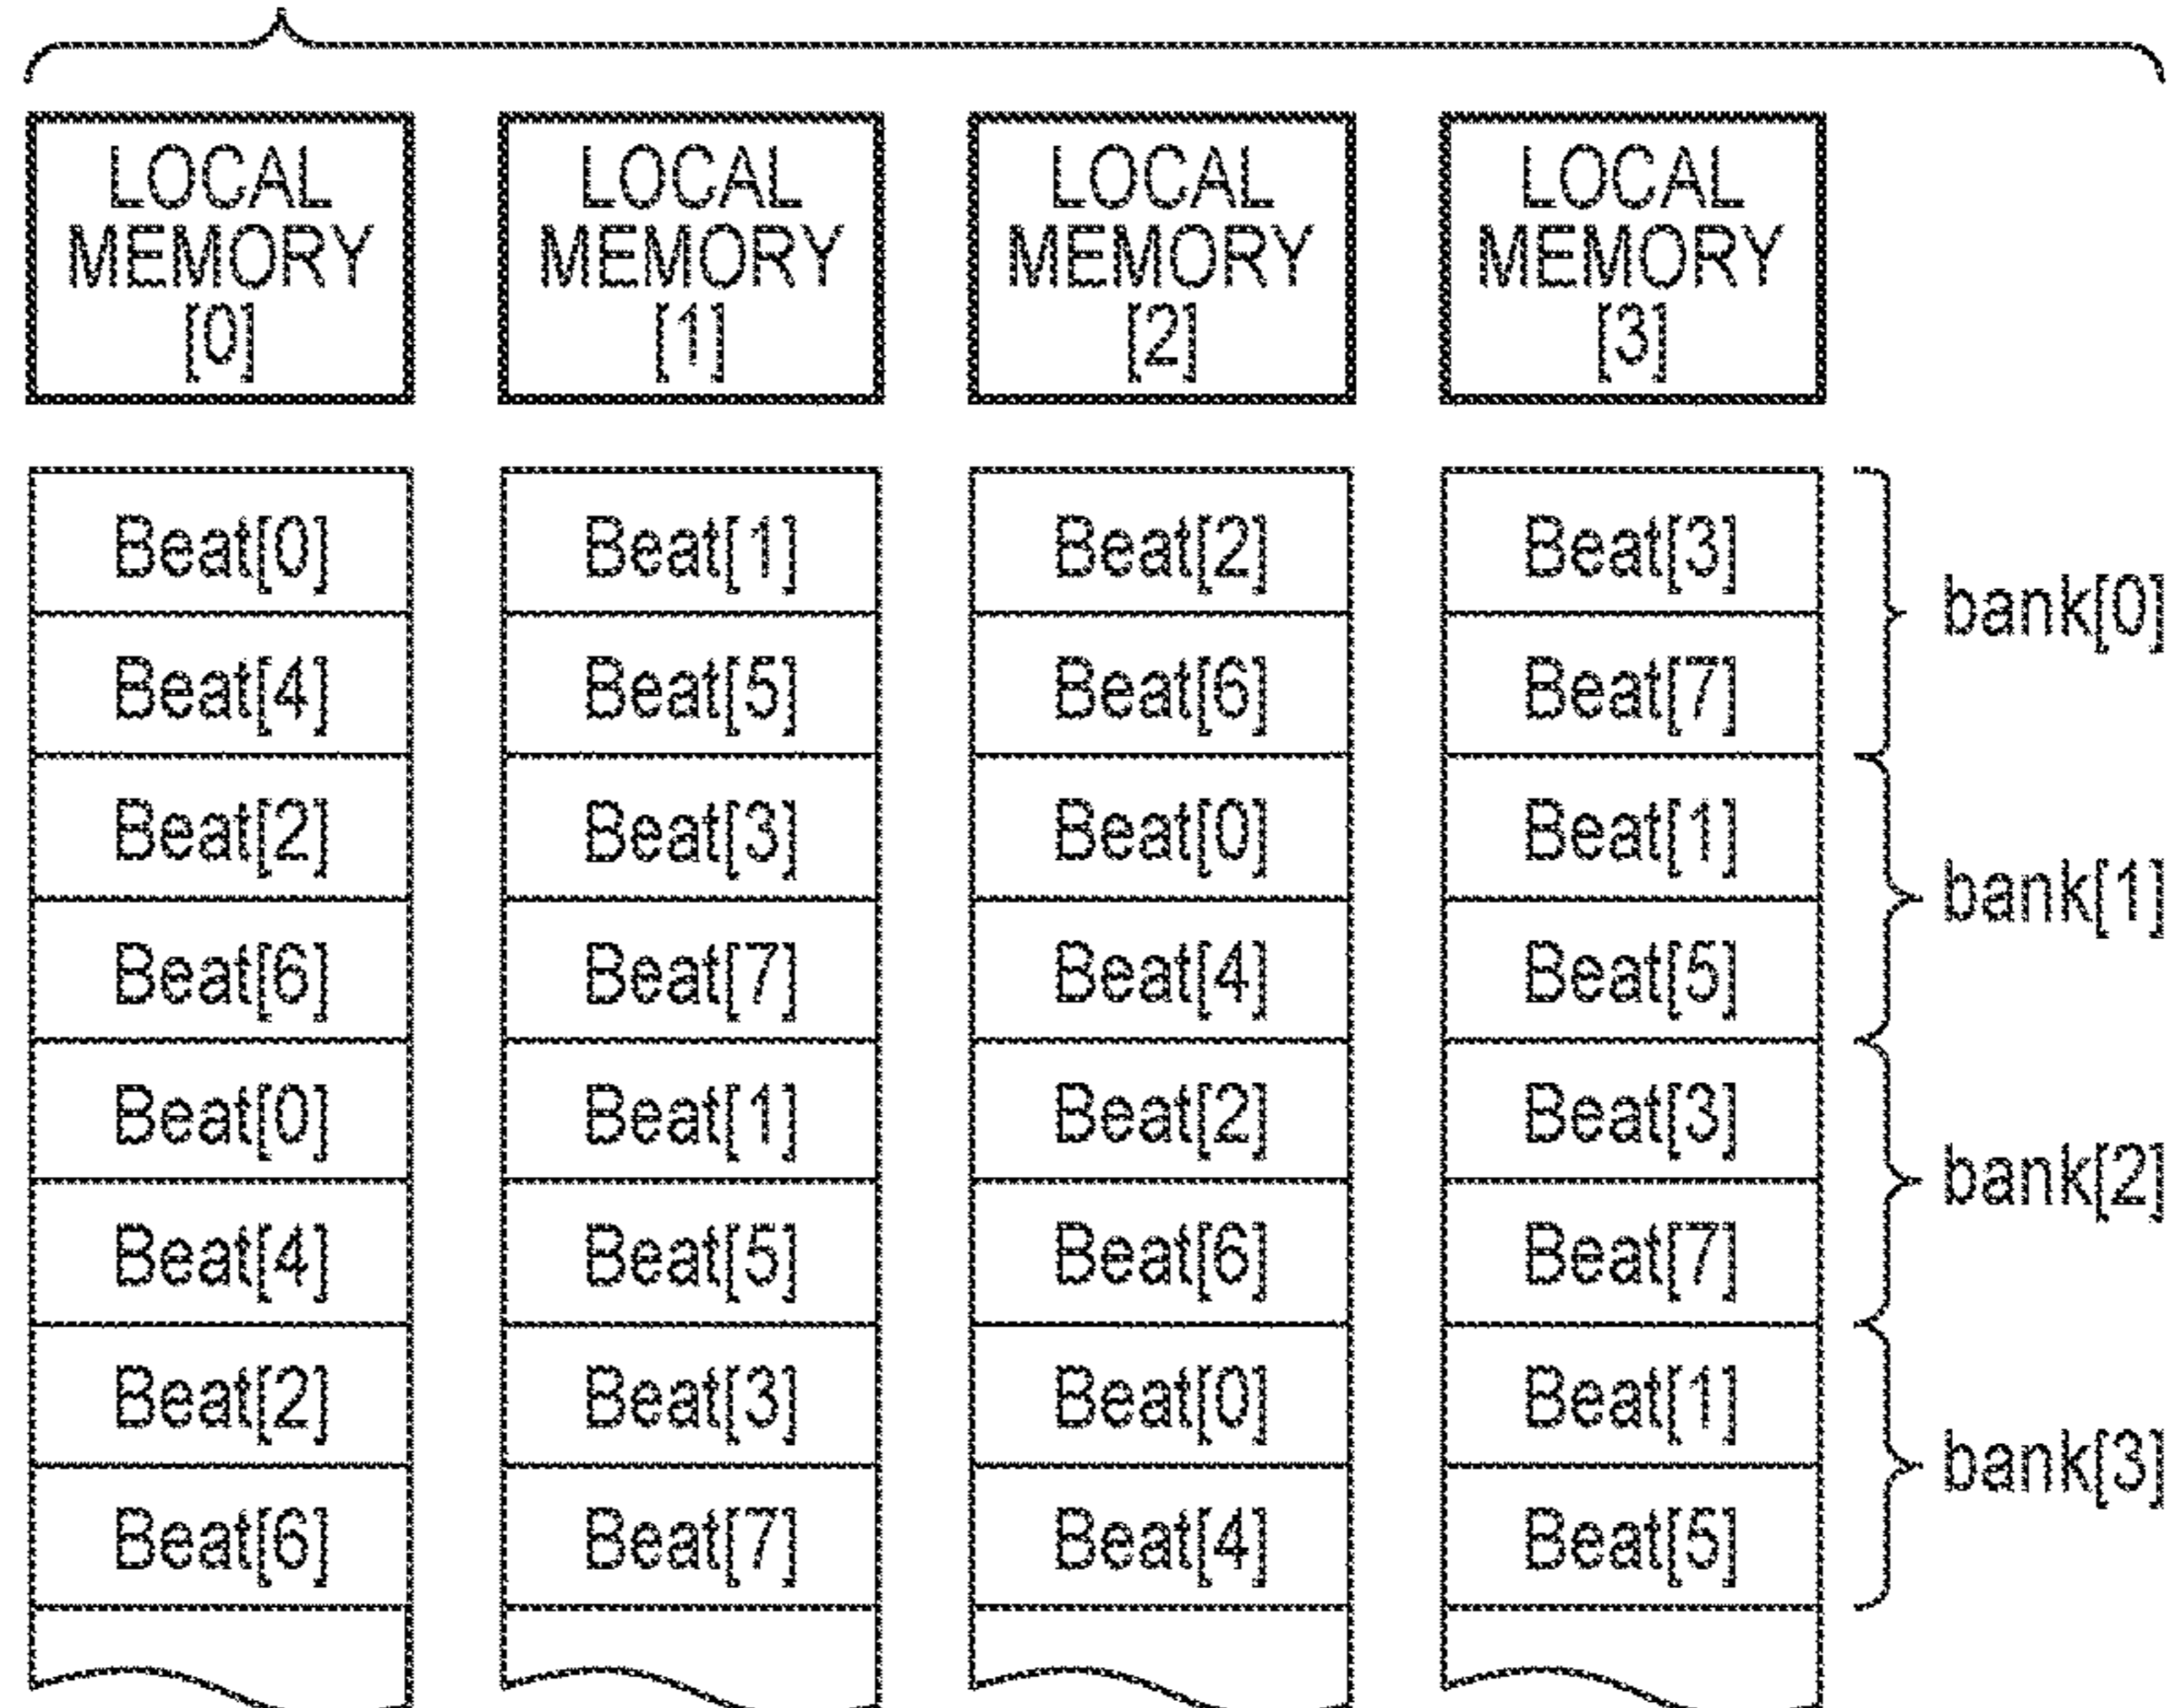 LOCAL MEMORY [0] LOCAL MEMORY [1] LOCAL MEMORY [2] LOCAL MEMORY [3]
Beat[0] Beat[1] Beat[2] Beat[3]
bank[0]
Beat[4] Beat[5] Beat[6] Beat[7]
Beat[2] Beat[3] Beat[0] Beat[1]
bank[1]
Beat[6] Beat[7] Beat[4] Beat[5]
Beat[0] Beat[1] Beat[2] Beat[3]
bank[2]
Beat[4] Beat[5] Beat[6] Beat[7]
Beat[2] Beat[3] Beat[0] Beat[1]
bank[3]
Beat[6] Beat[7] Beat[4] Beat[5]